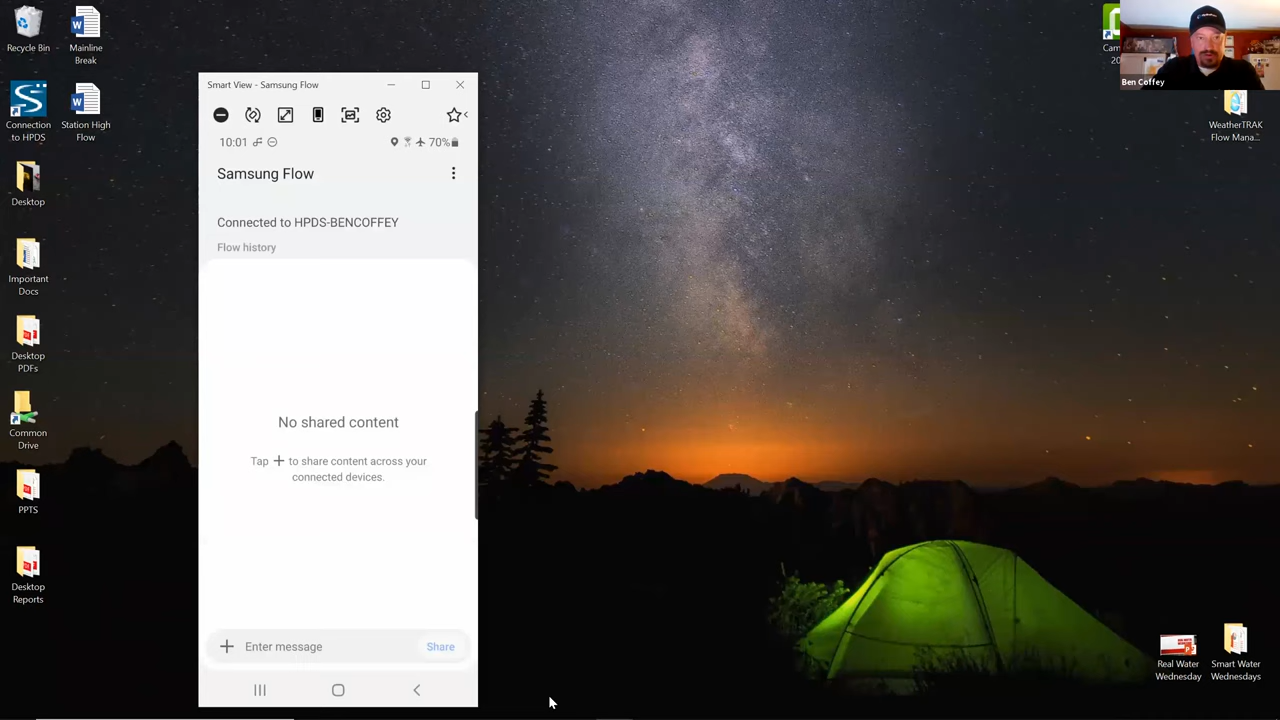 Recycle Bin
Mainline
Break
Connection
to HPDS
Station High
Flow
Desktop
Important
Docs
Desktop
PDFs
Common
Drive
PPTS
Desktop
Reports
Smart View - Samsung Flow
10:01
70%
Samsung Flow
Connected to HPDS-BENCOFFEY
Flow history
No shared content
Tap + to share content across your
connected devices.
Enter message
Share
Cam
20
Ben Coffey
WeatherTRAK
Flow Mana...
Real Water
Wednesday
Smart Water
Wednesdays